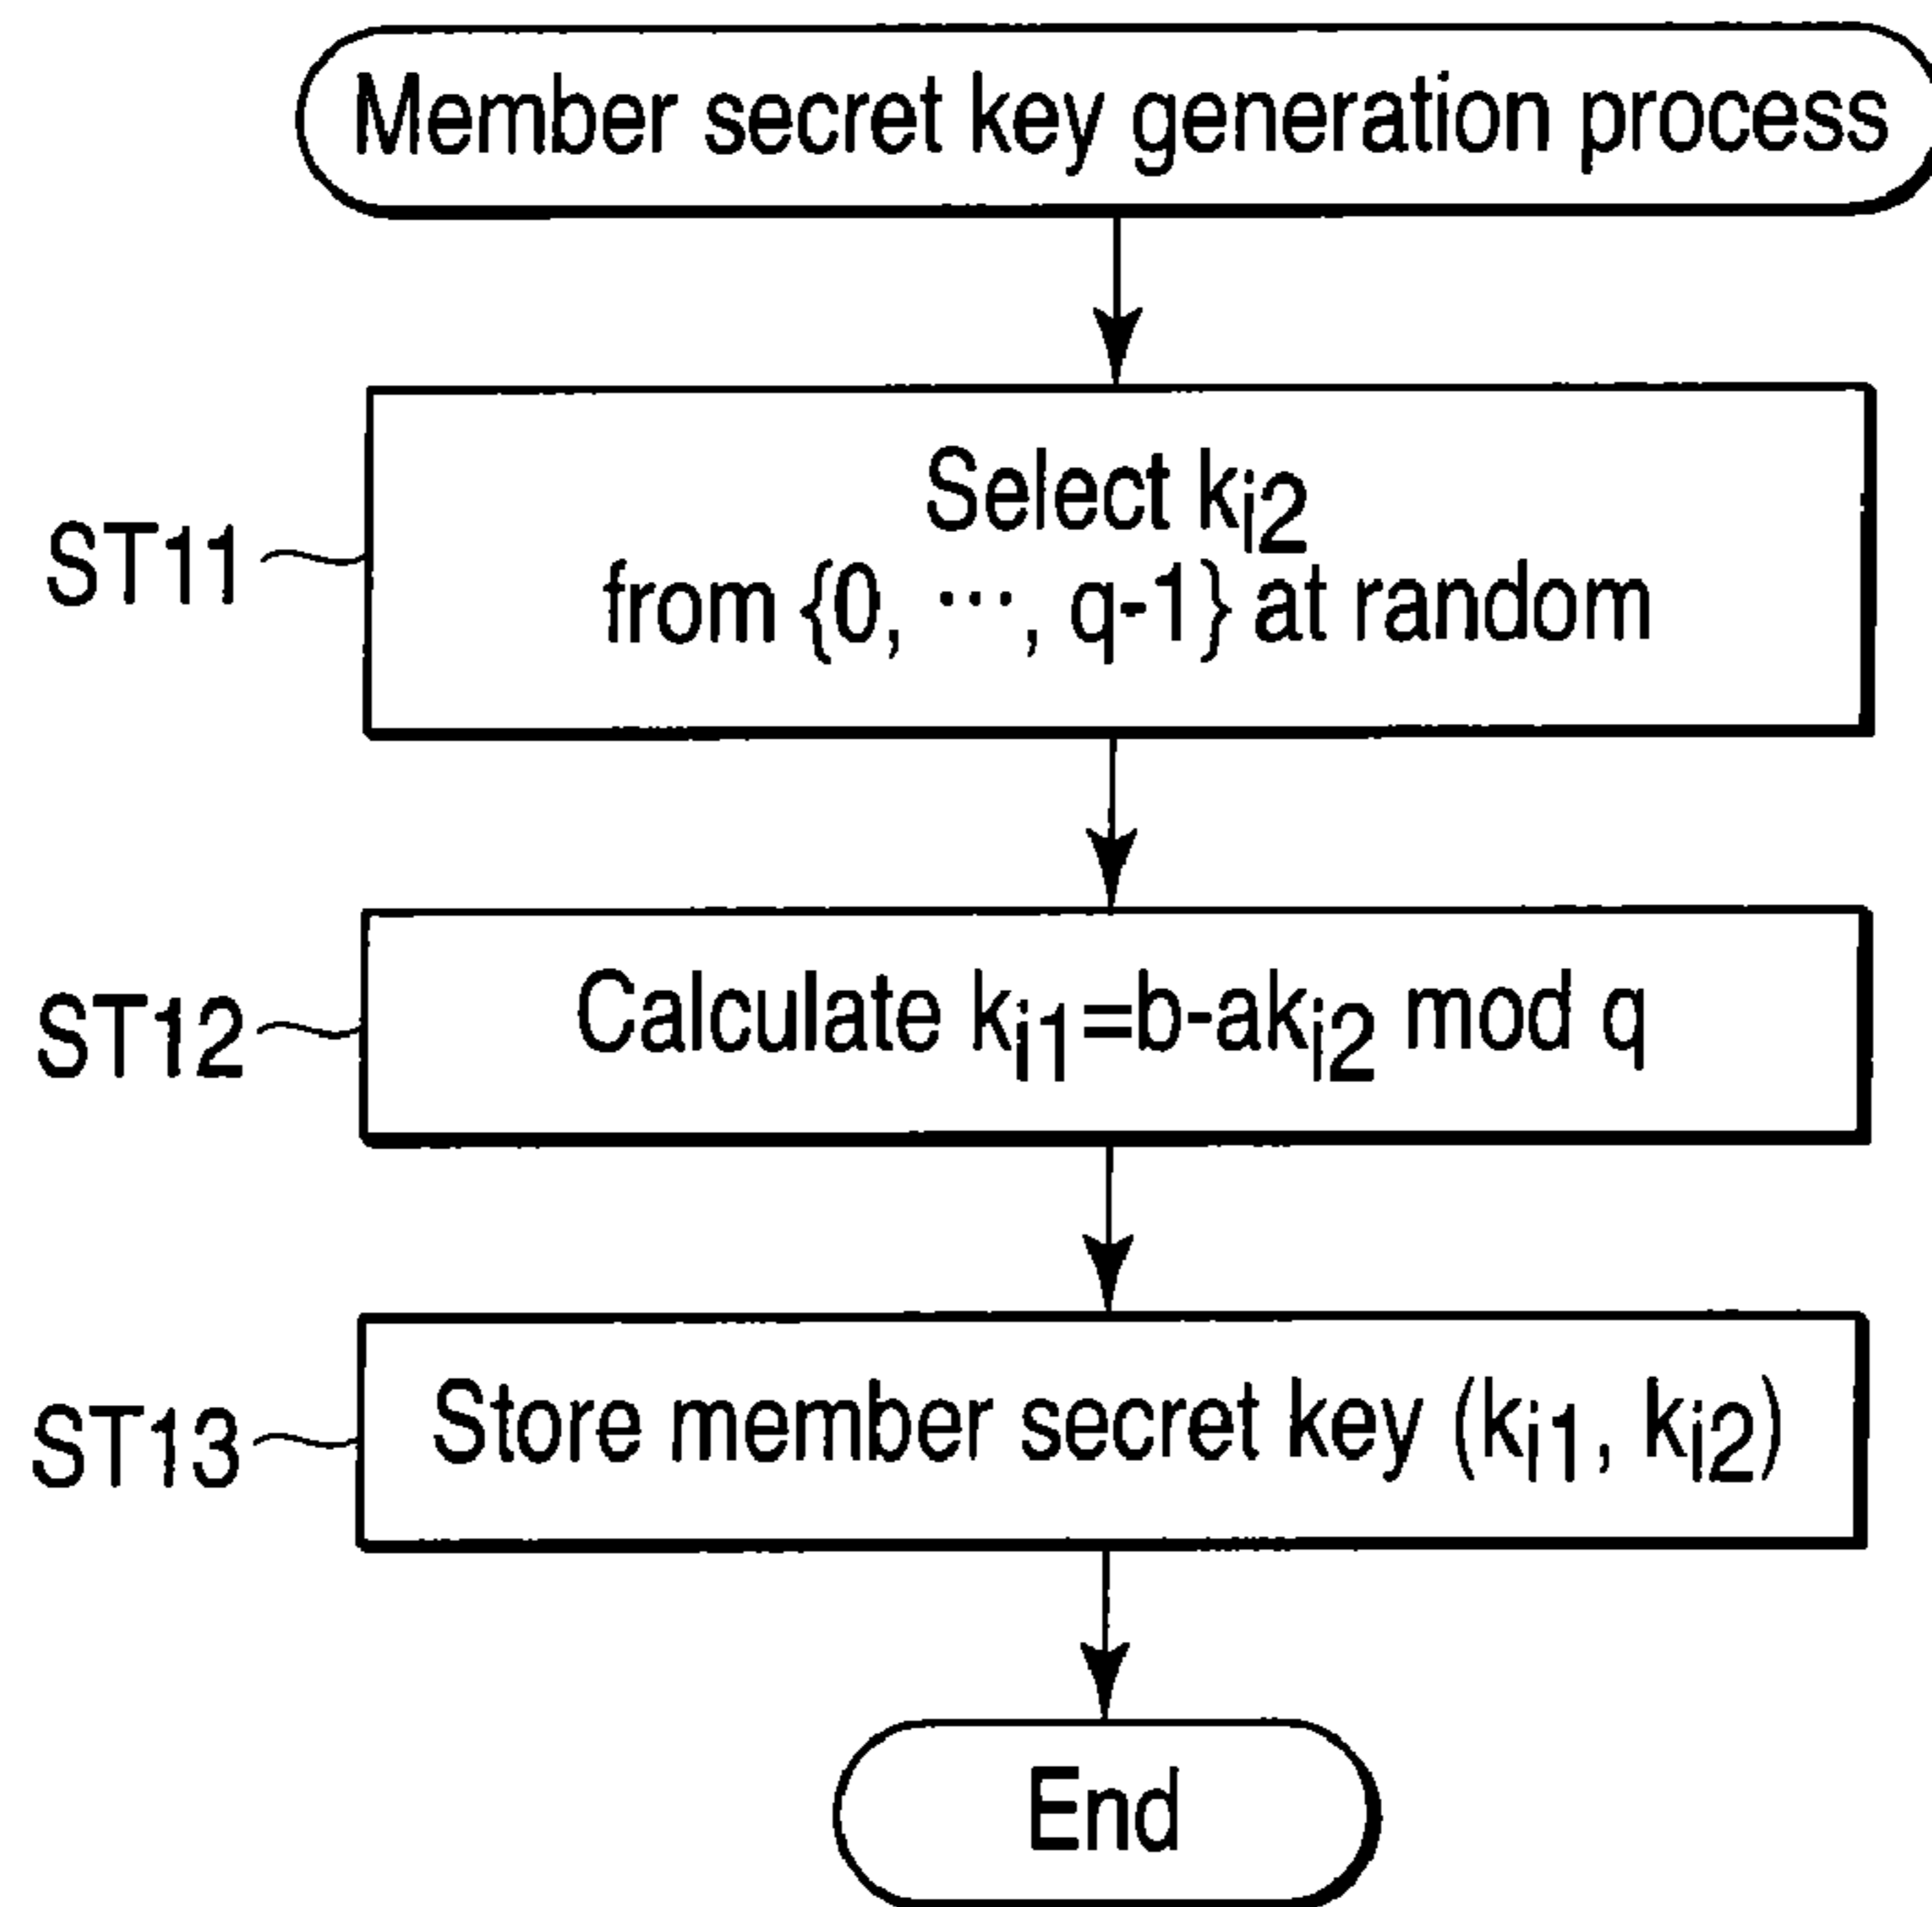 Member secret key generation process
Select ki2
ST11
from {0, ···, q-1} at random
ST12
Calculate ki1=b-aki2 mod q
ST13
Store member secret key (ki1, ki2)
End